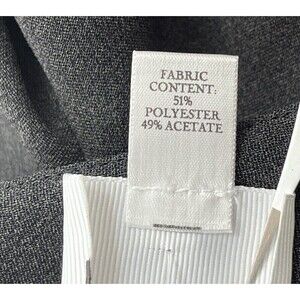 FABRIC
CONTENT:
51%
POLYESTER
49% ACETATE